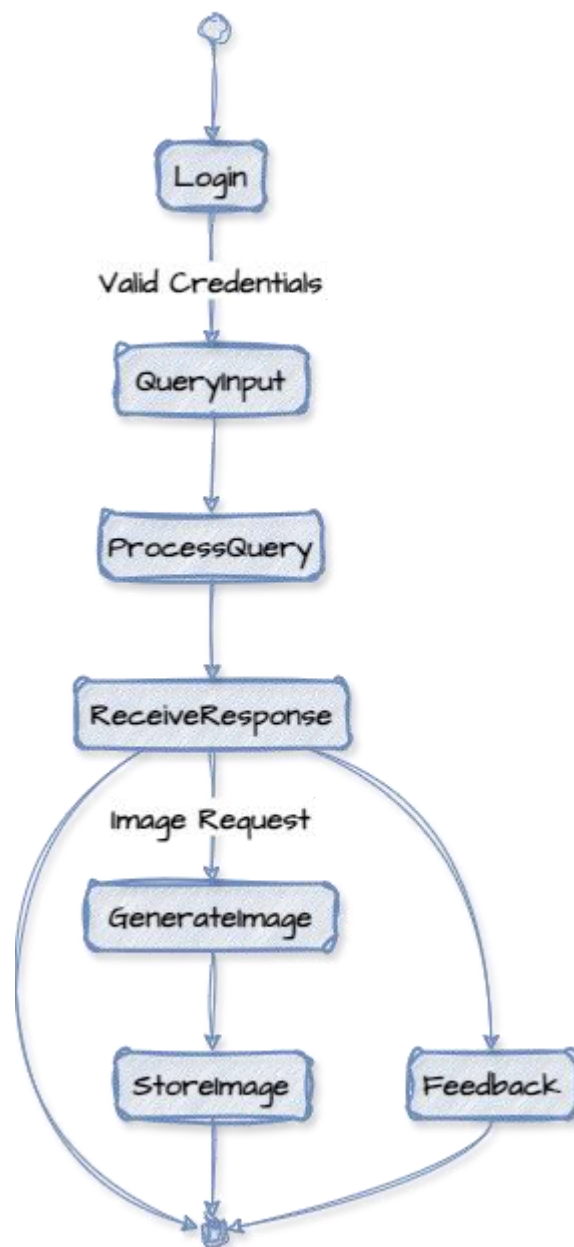 Login
Valid Credentials
QueryInput
ProcessQuery
ReceiveResponse
Image Request
GenerateImage
StoreImage
Feedback